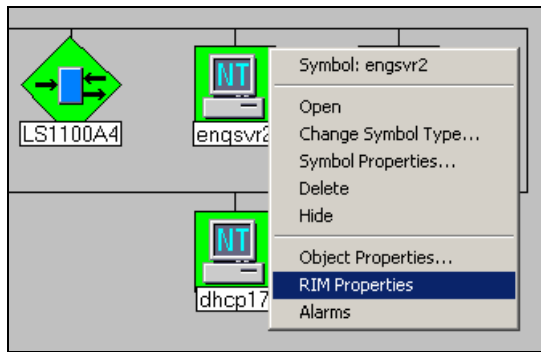 NT
LS1100A4
engsvr2
Symbol: engsvr2
Open
Change Symbol Type...
Symbol Properties...
Delete
Hide
Object Properties...
RIM Properties
Alarms
NT
dhcp17